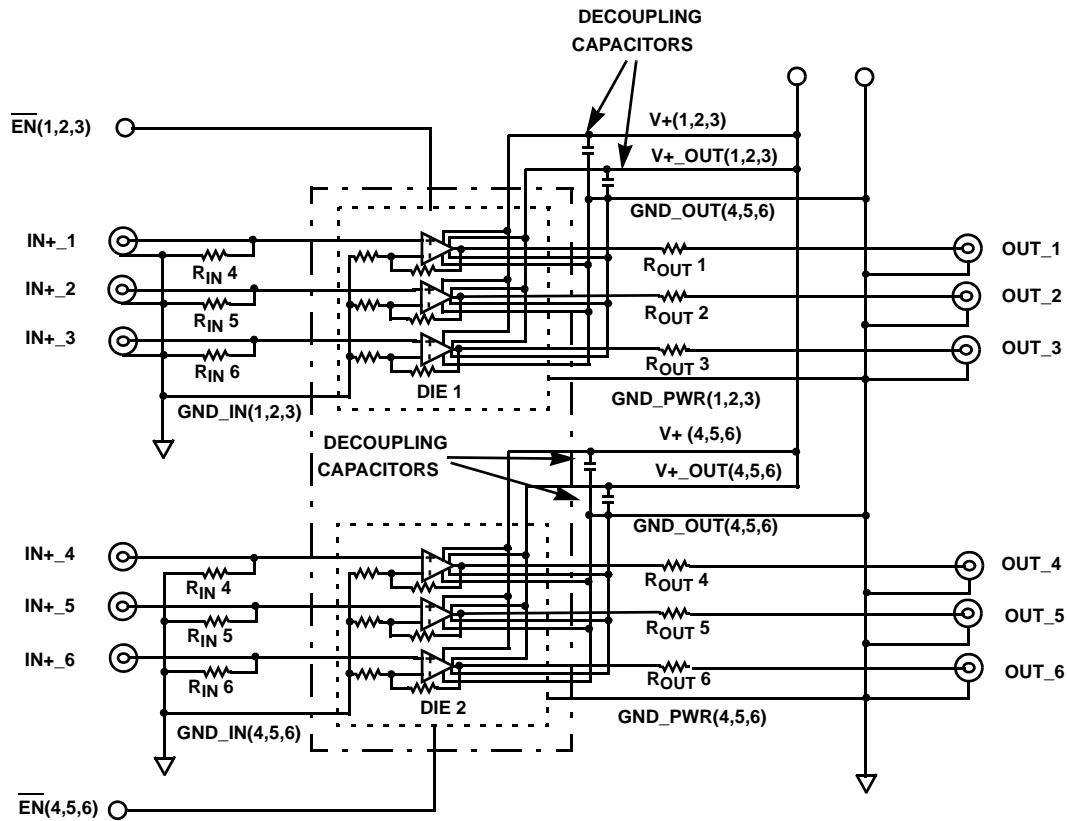 DECOUPLING
CAPACITORS
EN(1,2,3)
V+(1,2,3)
V+_OUT(1,2,3)
GND_OUT(4,5,6)
IN+_1
RIN 4
ROUT 1
OUT_1
IN+_2
RIN 5
ROUT 2
OUT_2
IN+_3
RIN 6
ROUT 3
OUT_3
DIE 1
GND_IN(1,2,3)
GND_PWR(1,2,3)
DECOUPLING
CAPACITORS
V+ (4,5,6)
V+_OUT(4,5,6)
GND_OUT(4,5,6)
IN+_4
RIN 4
ROUT 4
OUT_4
IN+_5
RIN 5
ROUT 5
OUT_5
IN+_6
RIN 6
ROUT 6
OUT_6
DIE 2
GND_IN(4,5,6)
GND_PWR(4,5,6)
EN(4,5,6)